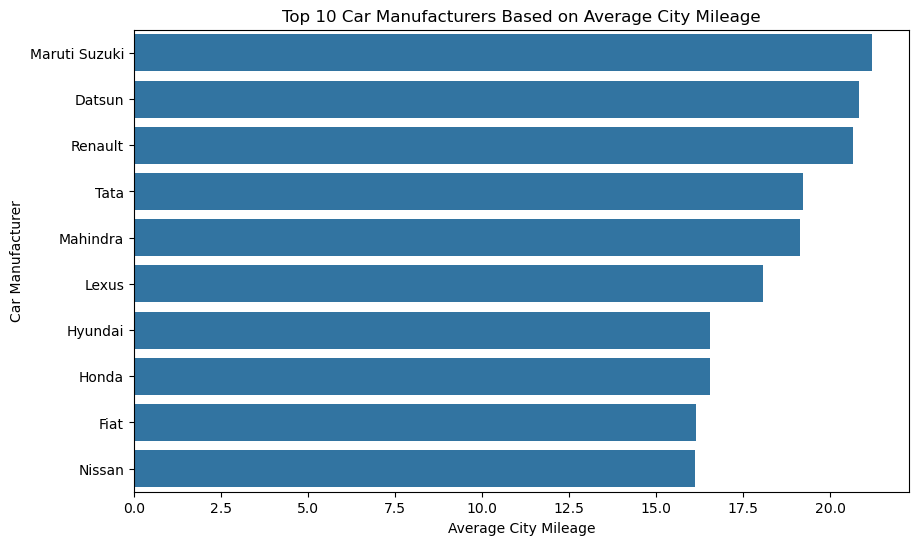 Top 10 Car Manufacturers Based on Average City Mileage
Car Manufacturer
Maruti Suzuki
Datsun
Renault
Tata
Mahindra
Lexus
Hyundai
Honda
Fiat
Nissan
0.0 2.5 5.0 7.5 10.0 12.5 15.0 17.5 20.0
Average City Mileage